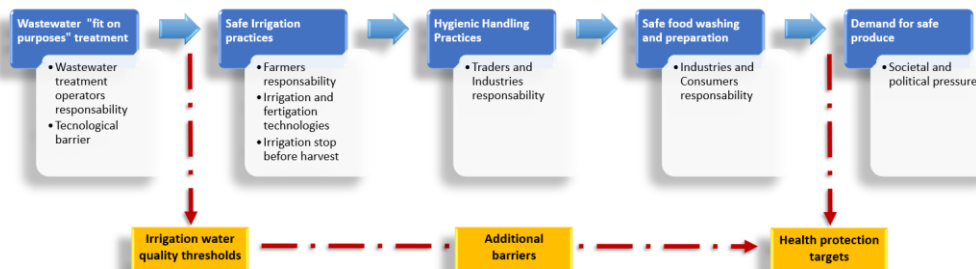 Wastewater "fit on
purposes" treatment
• Wastewater
treatment
operators
responsability
• Tecnological
barrier
Safe Irrigation
practices
• Farmers
responsability
• Irrigation and
fertigation
technologies
• Irrigation stop
before harvest
Hygienic Handling
Practices
• Traders and
Industries
responsability
Safe food washing
and preparation
• Industries and
Consumers
responsability
Demand for safe
produce
• Societal and
political pressure
Irrigation water
quality thresholds
Additional
barriers
Health protection
targets